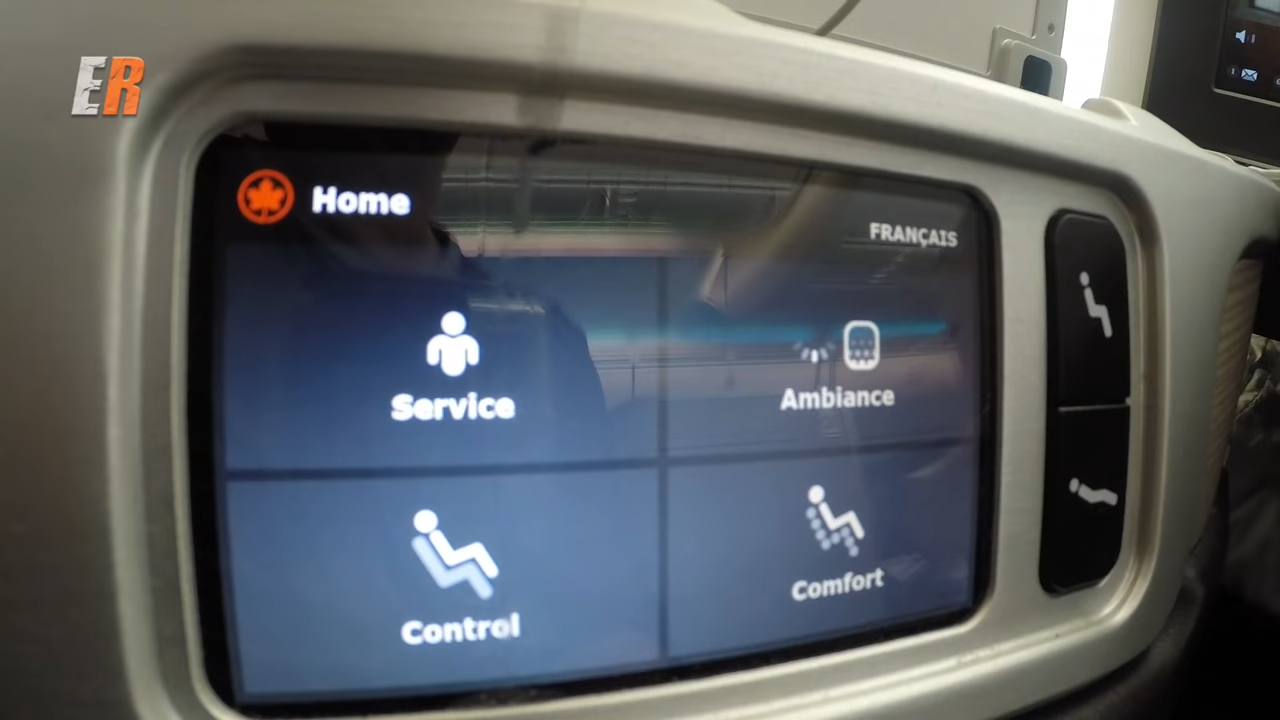 ER
Home
FRANÇAIS
Service
Ambiance
Control
Comfort